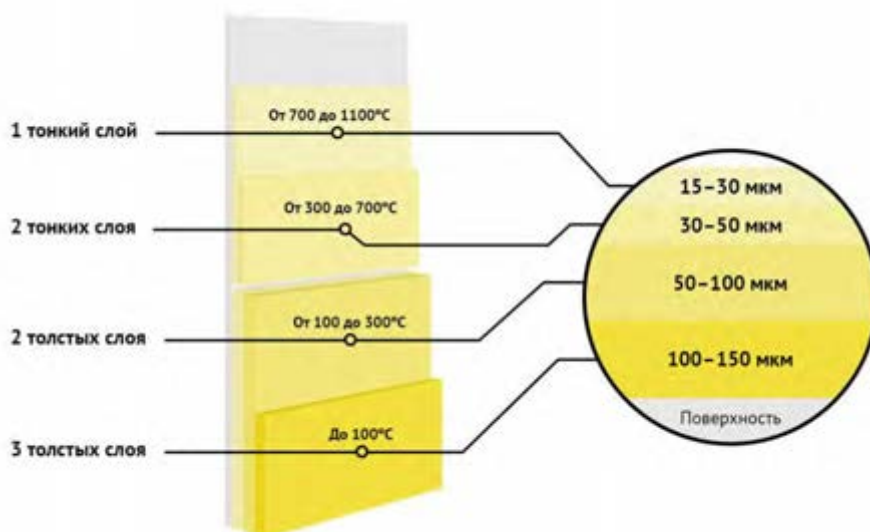 1 тонкий слой
От 700 до 1100°C
15–30 мкм
2 тонких слоя
От 300 до 700°C
30–50 мкм
2 толстых слоя
От 100 до 300°C
50–100 мкм
3 толстых слоя
До 100°C
100–150 мкм
Поверхность